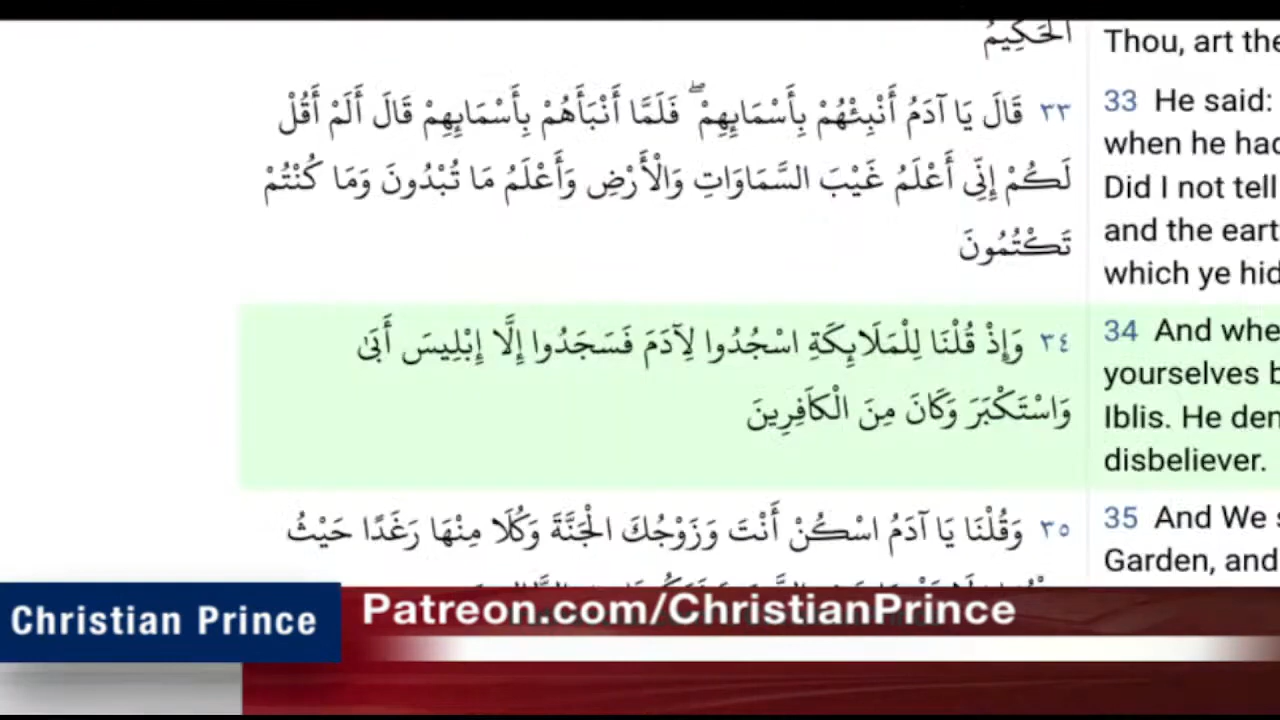 الْحَكِيمُ
Thou, art the
٣٣ قَالَ يَا آدَمُ أَنْبِئْهُمْ بِأَسْمَائِهِمْ ۖ فَلَمَّا أَنْبَأَهُمْ بِأَسْمَائِهِمْ قَالَ أَلَمْ أَقُلْ
لَكُمْ إِنِّي أَعْلَمُ غَيْبَ السَّمَاوَاتِ وَالْأَرْضِ وَأَعْلَمُ مَا تُبْدُونَ وَمَا كُنْتُمْ
تَكْتُمُونَ
33 He said:
when he had
Did I not tell
and the eart
which ye hid
٣٤ وَإِذْ قُلْنَا لِلْمَلَائِكَةِ اسْجُدُوا لِآدَمَ فَسَجَدُوا إِلَّا إِبْلِيسَ أَبَىٰ
وَاسْتَكْبَرَ وَكَانَ مِنَ الْكَافِرِينَ
34 And whe
yourselves b
Iblis. He den
disbeliever.
٣٥ وَقُلْنَا يَا آدَمُ اسْكُنْ أَنْتَ وَزَوْجُكَ الْجَنَّةَ وَكُلَا مِنْهَا رَغَدًا حَيْثُ
35 And We s
Garden, and
Christian Prince
Patreon.com/ChristianPrince